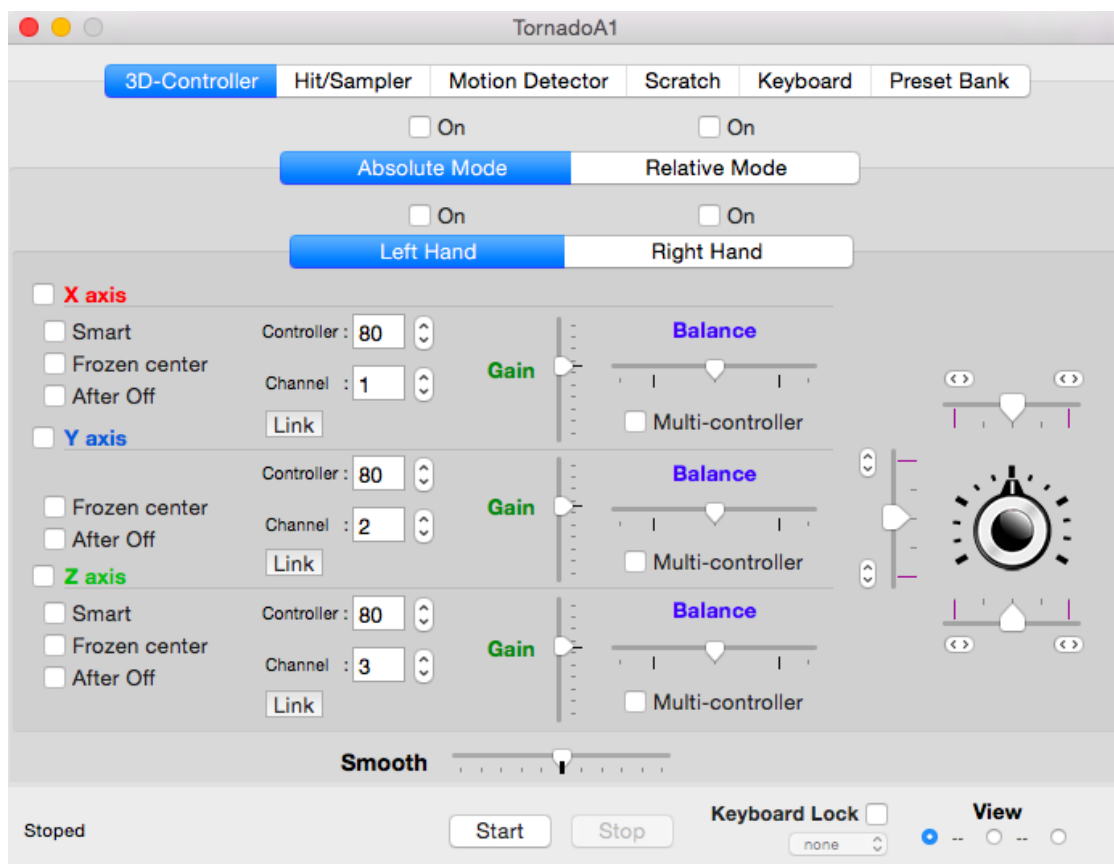 TornadoA1
3D-Controller Hit/Sampler Motion Detector Scratch Keyboard Preset Bank
On On
Absolute Mode Relative Mode
On On
Left Hand Right Hand
X axis
Smart Controller : 80 Balance
Frozen center Gain
After Off Channel : 1
Link Multi-controller
Y axis
Controller : 80 Balance
Frozen center Gain
After Off Channel : 2
Link Multi-controller
Z axis
Smart Controller : 80 Balance
Frozen center Gain
After Off Channel : 3
Link Multi-controller
Smooth
Keyboard Lock View
Stoped Start Stop
none -- --